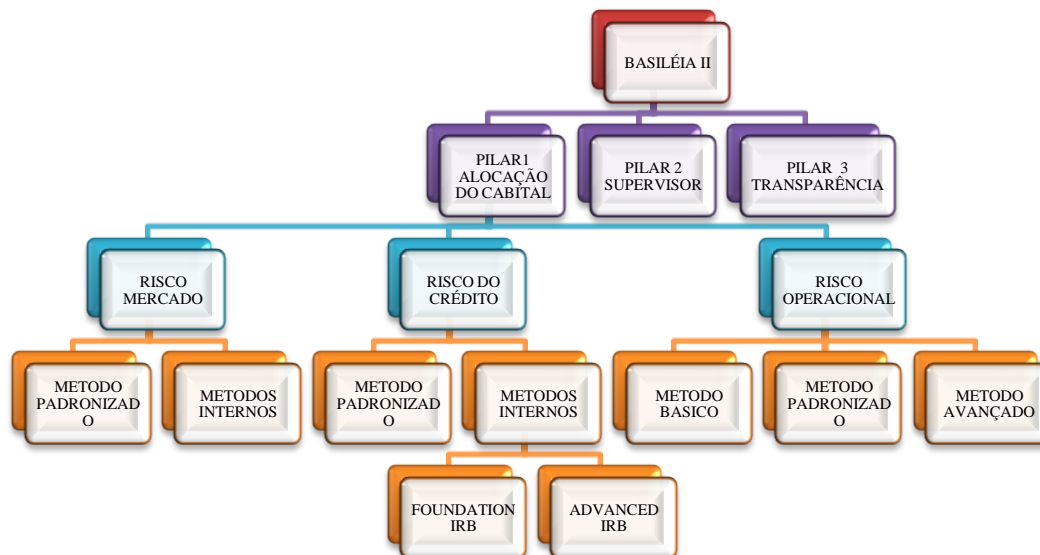 BASILÉIA II
PILAR1
ALOCAÇÃO
DO CABITAL
PILAR 2
SUPERVISOR
PILAR 3
TRANSPARÊNCIA
RISCO
MERCADO
RISCO DO
CRÉDITO
RISCO
OPERACIONAL
METODO
PADRONIZAD
O
METODOS
INTERNOS
METODO
PADRONIZAD
O
METODOS
INTERNOS
METODO
BASICO
METODO
PADRONIZAD
O
METODO
AVANÇADO
FOUNDATION
IRB
ADVANCED
IRB